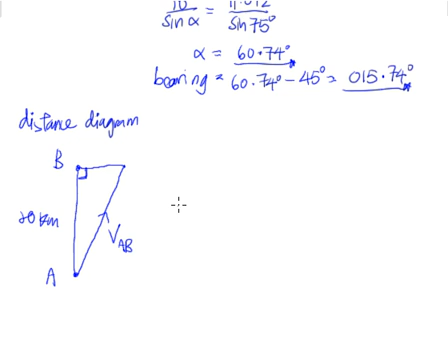 10 / sin α = 11.012 / sin 75°
α = 60.74°
bearing = 60.74° - 45° = 015.74°
distance diagram
B
20 km
V_AB
A